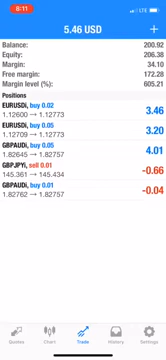 8:11
LTE
5.46 USD
+
Balance: 200.92
Equity: 206.38
Margin: 34.10
Free margin: 172.28
Margin level (%): 605.21
Positions
EURUSDi, buy 0.02
1.12600 → 1.12773 3.46
EURUSDi, buy 0.05
1.12709 → 1.12773 3.20
GBPAUDi, buy 0.05
1.82645 → 1.82757 4.01
GBPJPYi, sell 0.01
145.361 → 145.434 -0.66
GBPAUDi, buy 0.01
1.82762 → 1.82757 -0.04
Quotes Chart Trade History Settings